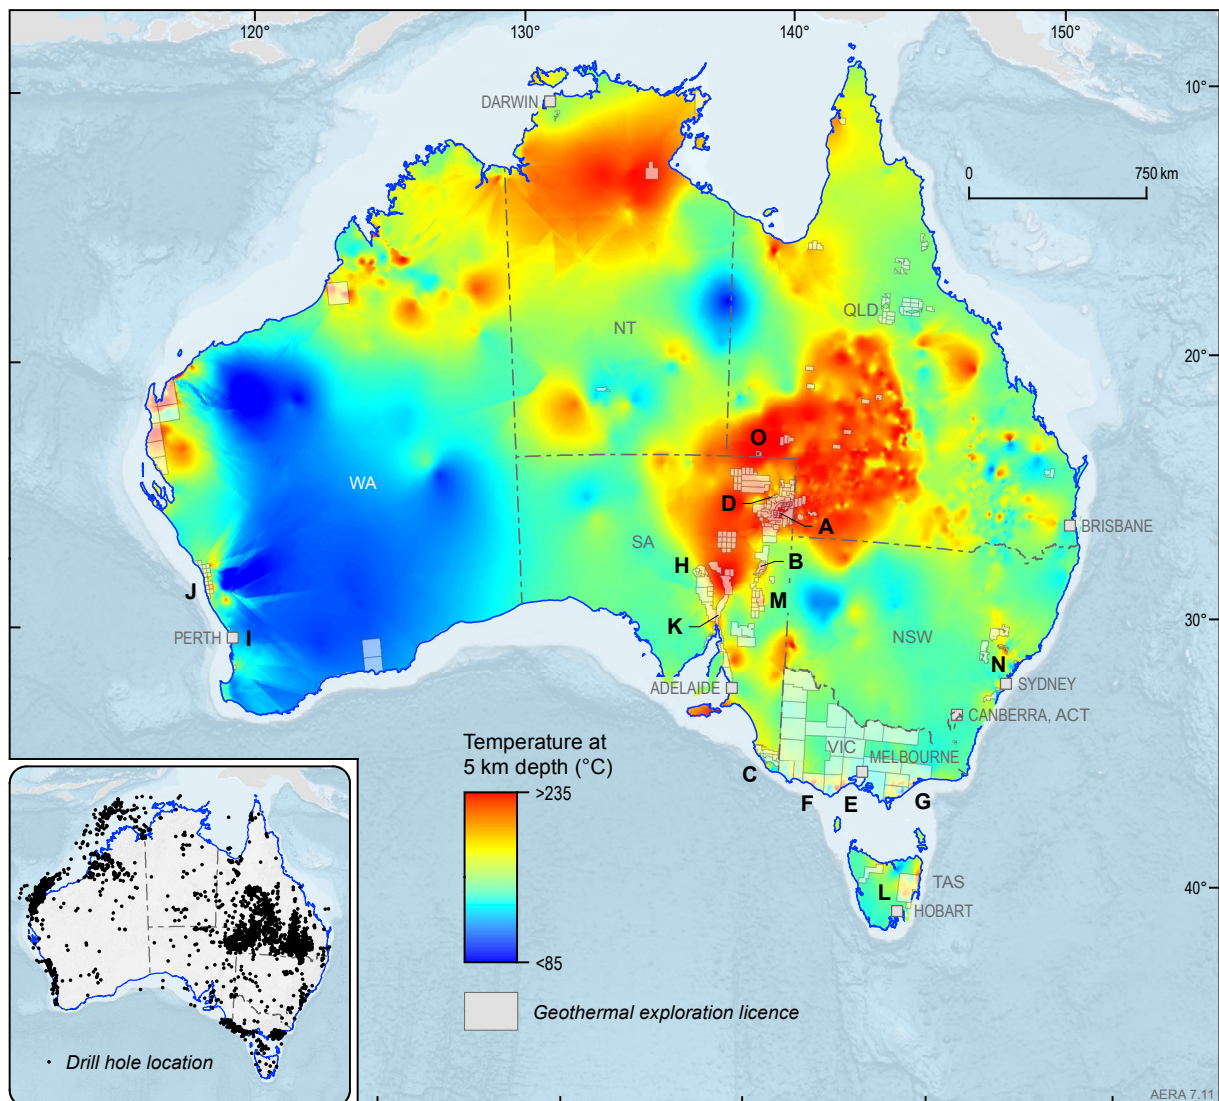 120°
130°
140°
150°
10°
DARWIN
0
750 km
QLD
NT
20°
O
WA
D
A
BRISBANE
SA
H
B
J
M
K
30°
PERTH
I
NSW
N
ADELAIDE
SYDNEY
CANBERRA, ACT
VIC
MELBOURNE
C
F
E
G
Temperature at
5 km depth (°C)
>235
<85
L
TAS
40°
HOBART
Geothermal exploration licence
Drill hole location
AERA 7.11